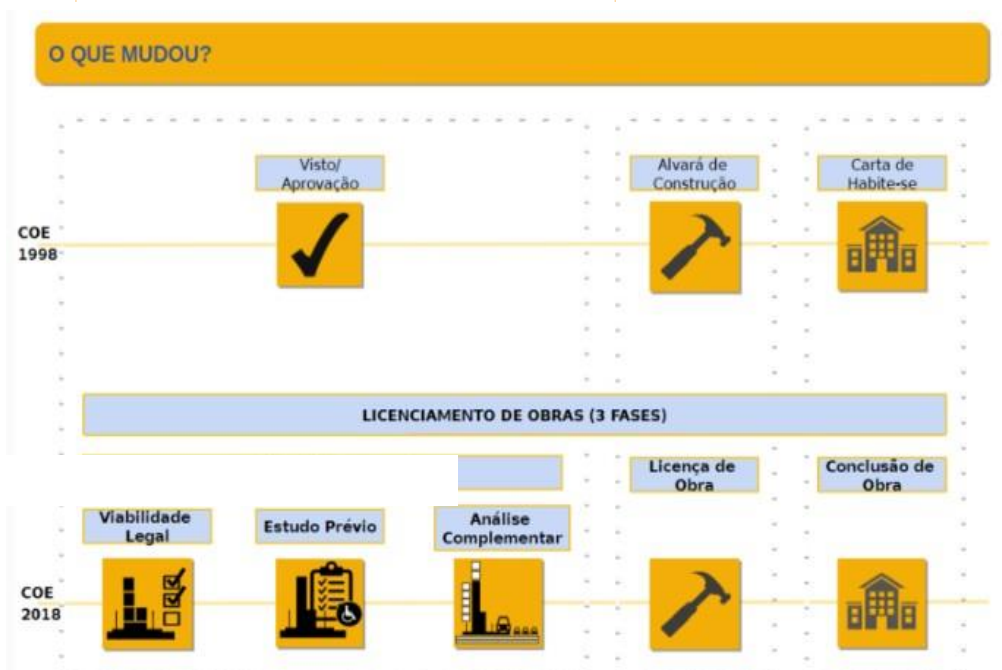 O QUE MUDOU?
Visto/
Aprovação
Alvará de
Construção
Carta de
Habite-se
COE
1998
LICENCIAMENTO DE OBRAS (3 FASES)
Licença de
Obra
Conclusão de
Obra
Viabilidade
Legal
Estudo Prévio
Análise
Complementar
COE
2018